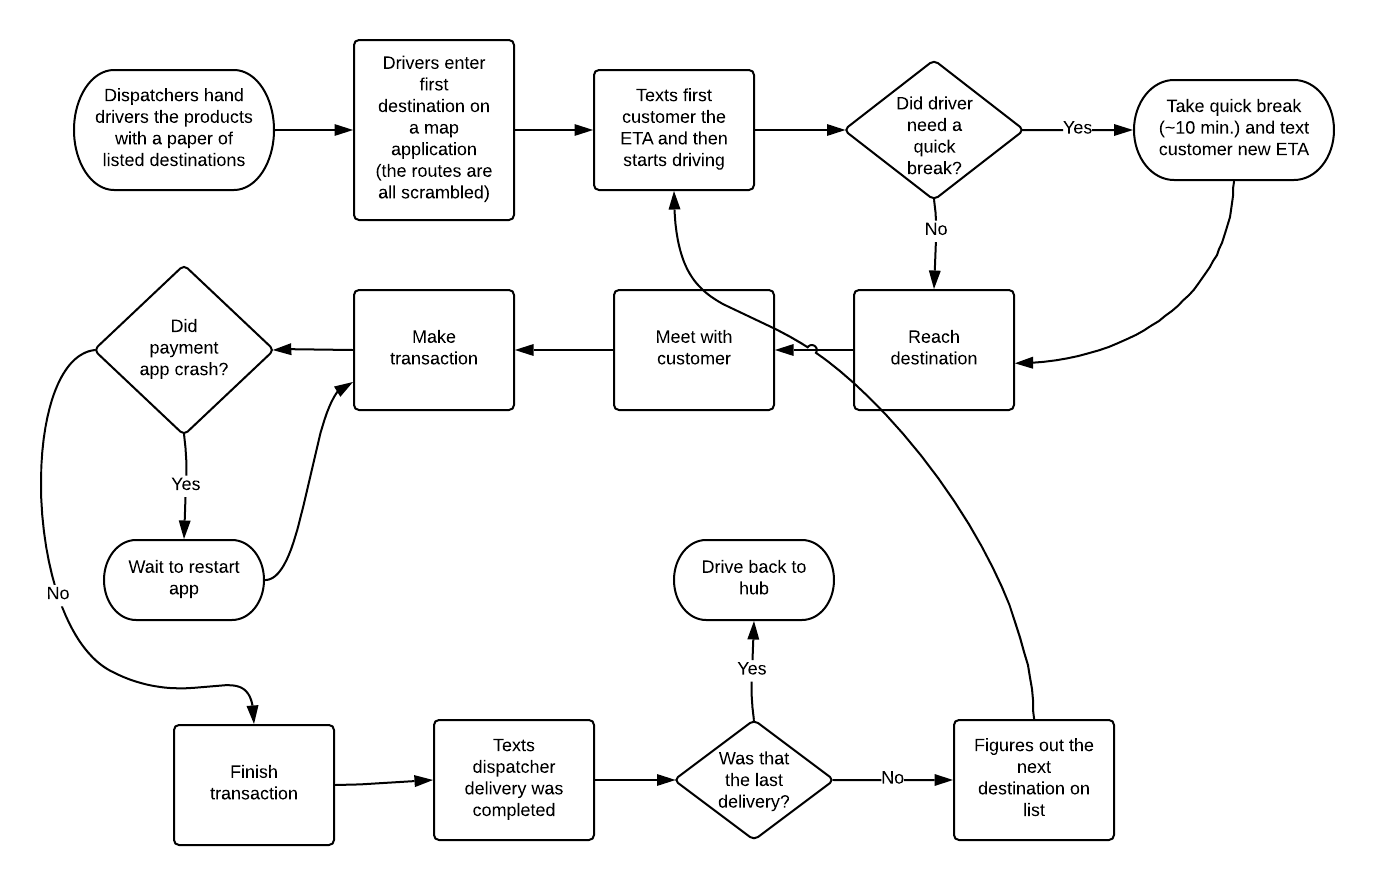 Dispatchers hand
drivers the products
with a paper of
listed destinations
Drivers enter
first
destination on
a map
application
(the routes are
all scrambled)
Texts first
customer the
ETA and then
starts driving
Did driver
need a
quick
break?
Yes
Take quick break
(~10 min.) and text
customer new ETA
No
Reach
destination
Meet with
customer
Make
transaction
Did
payment
app crash?
Yes
Wait to restart
app
No
Finish
transaction
Texts
dispatcher
delivery was
completed
Was that
the last
delivery?
Yes
Drive back to
hub
No
Figures out the
next
destination on
list